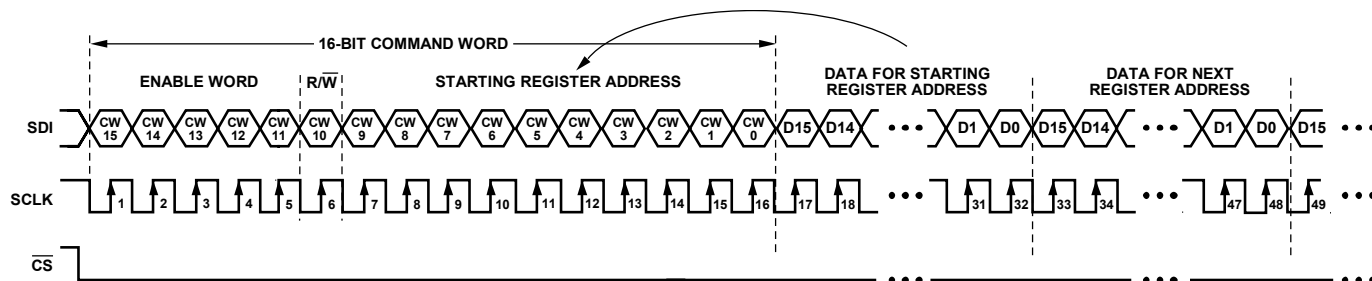 16-BIT COMMAND WORD
ENABLE WORD
R/W
STARTING REGISTER ADDRESS
DATA FOR STARTING
REGISTER ADDRESS
DATA FOR NEXT
REGISTER ADDRESS
SDI
CW 15 CW 14 CW 13 CW 12 CW 11 CW 10 CW 9 CW 8 CW 7 CW 6 CW 5 CW 4 CW 3 CW 2 CW 1 CW 0 D15 D14 D1 D0 D15 D14 D1 D0 D15
SCLK
1 2 3 4 5 6 7 8 9 10 11 12 13 14 15 16 17 18 31 32 33 34 47 48 49
CS